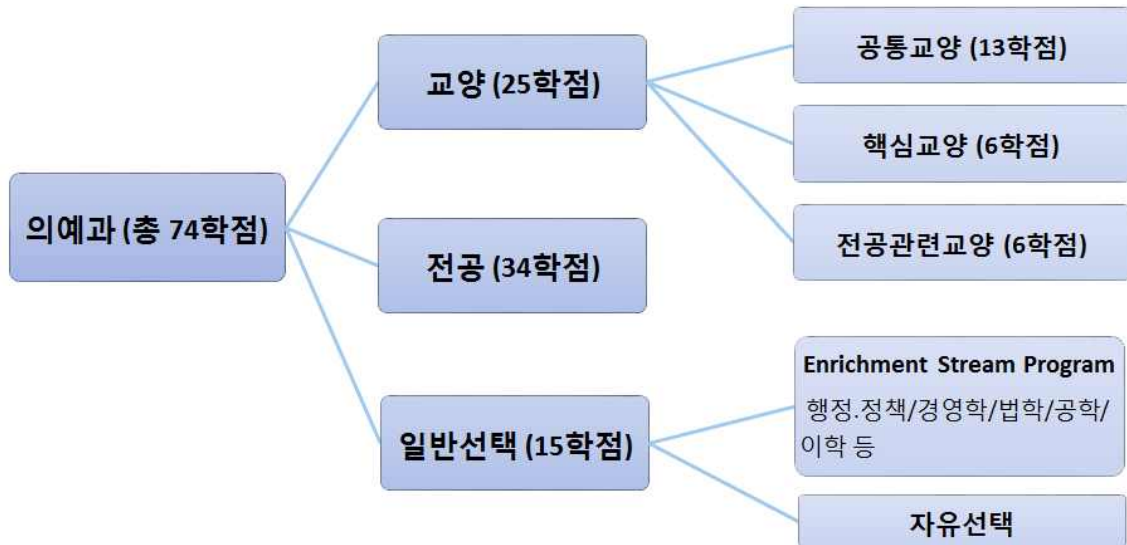 의예과 (총 74학점)
교양 (25학점)
전공 (34학점)
일반선택 (15학점)
공통교양 (13학점)
핵심교양 (6학점)
전공관련교양 (6학점)
Enrichment Stream Program
행정.정책/경영학/법학/공학/
이학 등
자유선택